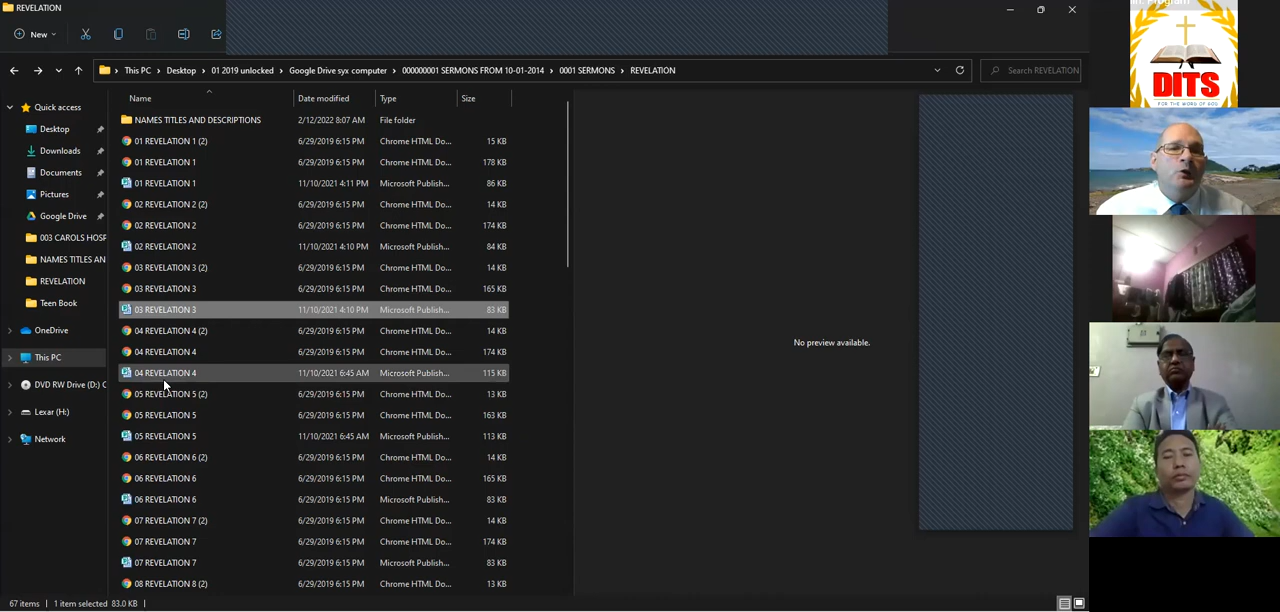 REVELATION
New
This PC > Desktop > 01 2019 unlocked > Google Drive syx computer > 000000001 SERMONS FROM 10-01-2014 > 0001 SERMONS > REVELATION
Search REVELATION
Name Date modified Type Size
Quick access
Desktop
Downloads
Documents
Pictures
Google Drive
003 CAROLS HOSP
NAMES TITLES AN
REVELATION
Teen Book
OneDrive
This PC
DVD RW Drive (D:) C
Lexar (H:)
Network
NAMES TITLES AND DESCRIPTIONS 2/12/2022 8:07 AM File folder
01 REVELATION 1 (2) 6/29/2019 6:15 PM Chrome HTML Do... 15 KB
01 REVELATION 1 6/29/2019 6:15 PM Chrome HTML Do... 178 KB
01 REVELATION 1 11/10/2021 4:11 PM Microsoft Publish... 86 KB
02 REVELATION 2 (2) 6/29/2019 6:15 PM Chrome HTML Do... 14 KB
02 REVELATION 2 6/29/2019 6:15 PM Chrome HTML Do... 174 KB
02 REVELATION 2 11/10/2021 4:10 PM Microsoft Publish... 84 KB
03 REVELATION 3 (2) 6/29/2019 6:15 PM Chrome HTML Do... 14 KB
03 REVELATION 3 6/29/2019 6:15 PM Chrome HTML Do... 165 KB
03 REVELATION 3 11/10/2021 4:10 PM Microsoft Publish... 83 KB
04 REVELATION 4 (2) 6/29/2019 6:15 PM Chrome HTML Do... 14 KB
04 REVELATION 4 6/29/2019 6:15 PM Chrome HTML Do... 174 KB
04 REVELATION 4 11/10/2021 6:45 AM Microsoft Publish... 115 KB
05 REVELATION 5 (2) 6/29/2019 6:15 PM Chrome HTML Do... 13 KB
05 REVELATION 5 6/29/2019 6:15 PM Chrome HTML Do... 163 KB
05 REVELATION 5 11/10/2021 6:45 AM Microsoft Publish... 113 KB
06 REVELATION 6 (2) 6/29/2019 6:15 PM Chrome HTML Do... 14 KB
06 REVELATION 6 6/29/2019 6:15 PM Chrome HTML Do... 165 KB
06 REVELATION 6 6/29/2019 6:15 PM Microsoft Publish... 83 KB
07 REVELATION 7 (2) 6/29/2019 6:15 PM Chrome HTML Do... 14 KB
07 REVELATION 7 6/29/2019 6:15 PM Chrome HTML Do... 174 KB
07 REVELATION 7 6/29/2019 6:15 PM Microsoft Publish... 83 KB
08 REVELATION 8 (2) 6/29/2019 6:15 PM Chrome HTML Do... 13 KB
No preview available.
67 items 1 item selected 83.0 KB
Program
DITS
FOR THE WORD OF GOD